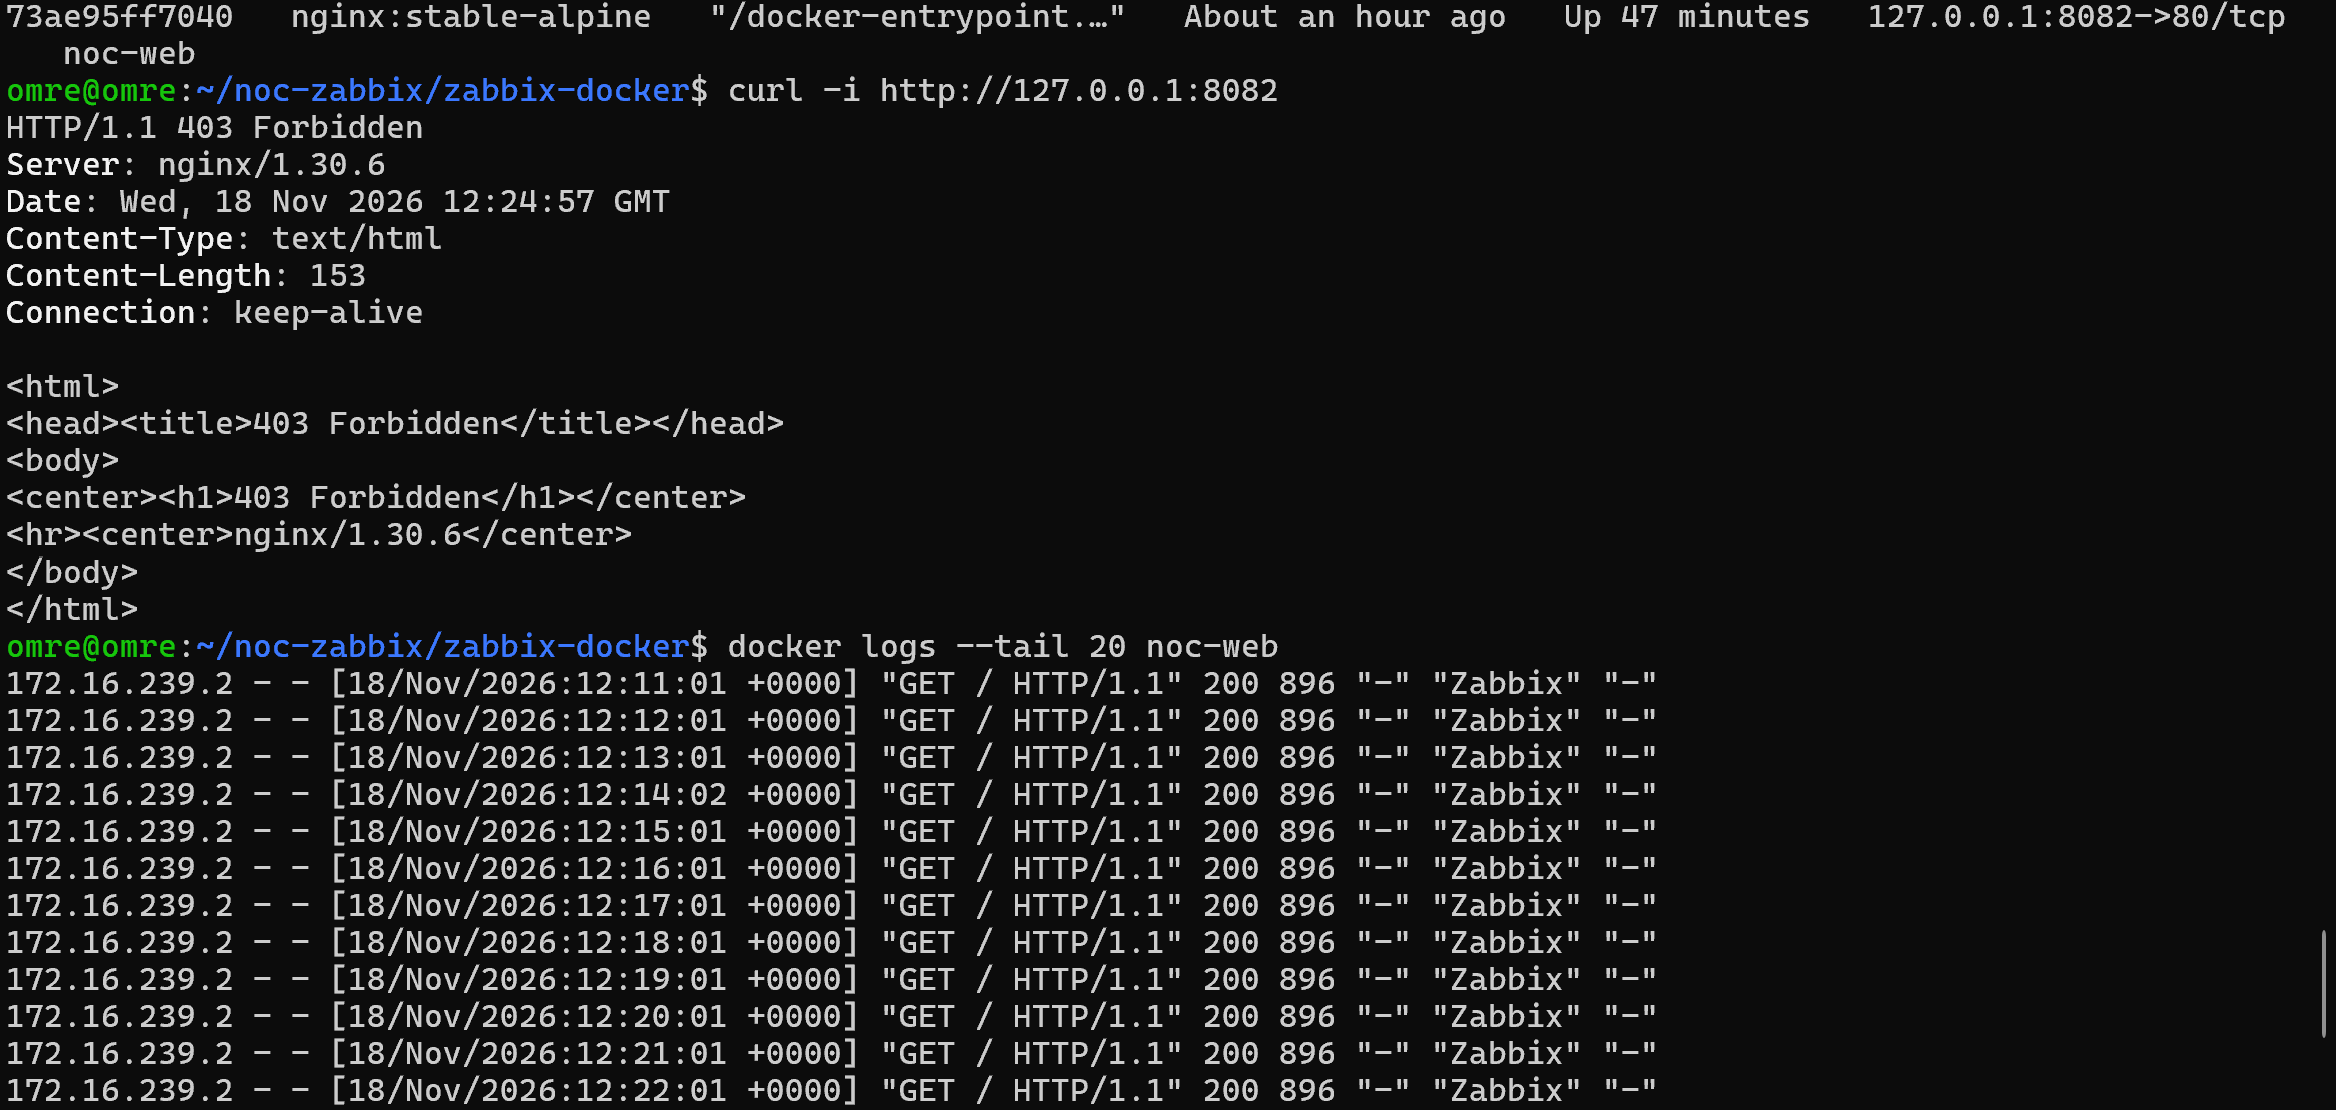 73ae95ff7040   nginx:stable-alpine   "/docker-entrypoint.…"   About an hour ago   Up 47 minutes   127.0.0.1:8082->80/tcp
   noc-web
omre@omre:~/noc-zabbix/zabbix-docker$ curl -i http://127.0.0.1:8082
HTTP/1.1 403 Forbidden
Server: nginx/1.30.6
Date: Wed, 18 Nov 2026 12:24:57 GMT
Content-Type: text/html
Content-Length: 153
Connection: keep-alive

<html>
<head><title>403 Forbidden</title></head>
<body>
<center><h1>403 Forbidden</h1></center>
<hr><center>nginx/1.30.6</center>
</body>
</html>
omre@omre:~/noc-zabbix/zabbix-docker$ docker logs --tail 20 noc-web
172.16.239.2 - - [18/Nov/2026:12:11:01 +0000] "GET / HTTP/1.1" 200 896 "-" "Zabbix" "-"
172.16.239.2 - - [18/Nov/2026:12:12:01 +0000] "GET / HTTP/1.1" 200 896 "-" "Zabbix" "-"
172.16.239.2 - - [18/Nov/2026:12:13:01 +0000] "GET / HTTP/1.1" 200 896 "-" "Zabbix" "-"
172.16.239.2 - - [18/Nov/2026:12:14:02 +0000] "GET / HTTP/1.1" 200 896 "-" "Zabbix" "-"
172.16.239.2 - - [18/Nov/2026:12:15:01 +0000] "GET / HTTP/1.1" 200 896 "-" "Zabbix" "-"
172.16.239.2 - - [18/Nov/2026:12:16:01 +0000] "GET / HTTP/1.1" 200 896 "-" "Zabbix" "-"
172.16.239.2 - - [18/Nov/2026:12:17:01 +0000] "GET / HTTP/1.1" 200 896 "-" "Zabbix" "-"
172.16.239.2 - - [18/Nov/2026:12:18:01 +0000] "GET / HTTP/1.1" 200 896 "-" "Zabbix" "-"
172.16.239.2 - - [18/Nov/2026:12:19:01 +0000] "GET / HTTP/1.1" 200 896 "-" "Zabbix" "-"
172.16.239.2 - - [18/Nov/2026:12:20:01 +0000] "GET / HTTP/1.1" 200 896 "-" "Zabbix" "-"
172.16.239.2 - - [18/Nov/2026:12:21:01 +0000] "GET / HTTP/1.1" 200 896 "-" "Zabbix" "-"
172.16.239.2 - - [18/Nov/2026:12:22:01 +0000] "GET / HTTP/1.1" 200 896 "-" "Zabbix" "-"